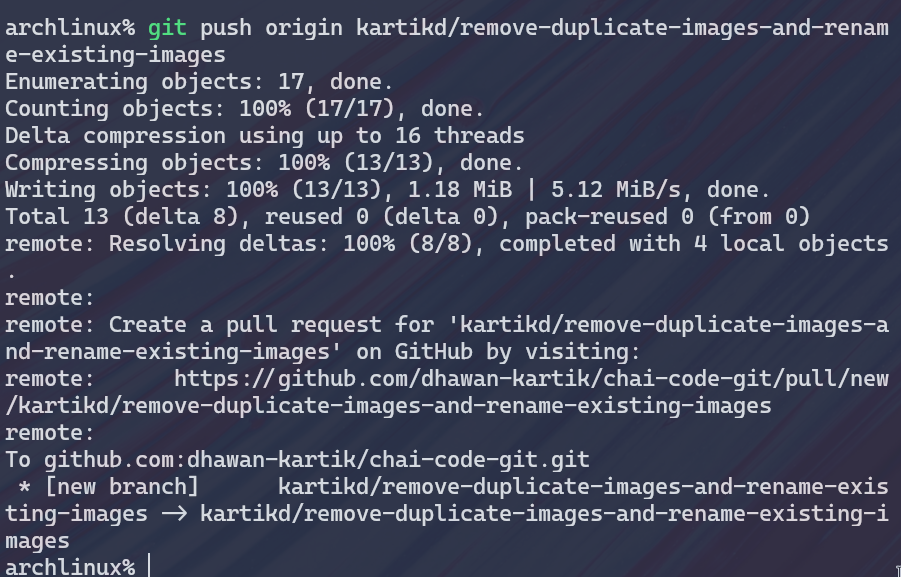 archlinux% git push origin kartikd/remove-duplicate-images-and-renam
e-existing-images
Enumerating objects: 17, done.
Counting objects: 100% (17/17), done.
Delta compression using up to 16 threads
Compressing objects: 100% (13/13), done.
Writing objects: 100% (13/13), 1.18 MiB | 5.12 MiB/s, done.
Total 13 (delta 8), reused 0 (delta 0), pack-reused 0 (from 0)
remote: Resolving deltas: 100% (8/8), completed with 4 local objects
.
remote:
remote: Create a pull request for 'kartikd/remove-duplicate-images-a
nd-rename-existing-images' on GitHub by visiting:
remote:      https://github.com/dhawan-kartik/chai-code-git/pull/new
/kartikd/remove-duplicate-images-and-rename-existing-images
remote:
To github.com:dhawan-kartik/chai-code-git.git
 * [new branch]      kartikd/remove-duplicate-images-and-rename-exis
ting-images -> kartikd/remove-duplicate-images-and-rename-existing-i
mages
archlinux%